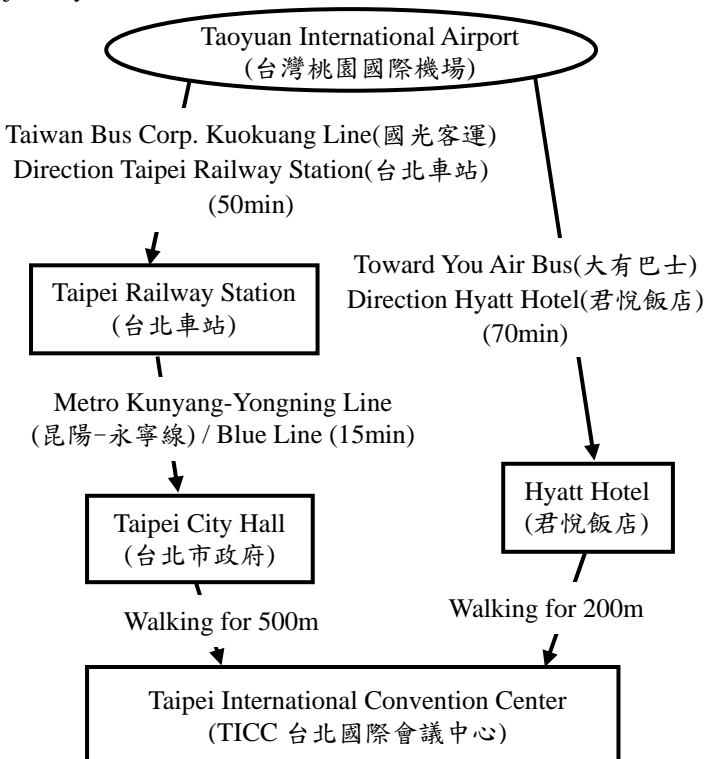 Taoyuan International Airport
(台灣桃園國際機場)
Taiwan Bus Corp. Kuokuang Line(國光客運)
Direction Taipei Railway Station(台北車站)
(50min)
Toward You Air Bus(大有巴士)
Direction Hyatt Hotel(君悅飯店)
(70min)
Taipei Railway Station
(台北車站)
Metro Kunyang-Yongning Line
(昆陽-永寧線) / Blue Line (15min)
Hyatt Hotel
(君悅飯店)
Taipei City Hall
(台北市政府)
Walking for 500m
Walking for 200m
Taipei International Convention Center
(TICC 台北國際會議中心)